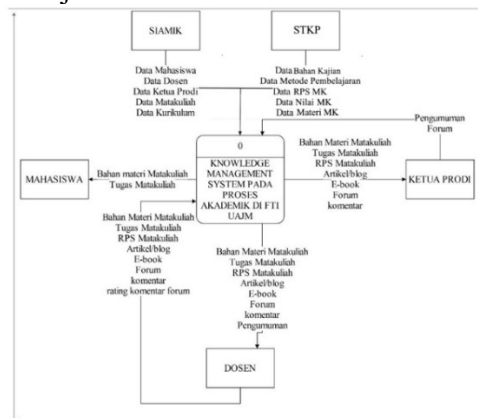 SIAMIK
STKP
Data Mahasiswa
Data Dosen
Data Ketua Prodi
Data Matakuliah
Data Kurikulum
Data Bahan Kajian
Data Metode Pembelajaran
Data RPS MK
Data Nilai MK
Data Materi MK
Pengumuman
Forum
0
KNOWLEDGE
MANAGEMENT
SYSTEM PADA
PROSES
AKADEMIK DI FTI
UAJM
MAHASISWA
Bahan materi Matakuliah
Tugas Matakuliah
Bahan Materi Matakuliah
Tugas Matakuliah
RPS Matakuliah
Artikel/blog
E-book
Forum
komentar
KETUA PRODI
Bahan Materi Matakuliah
Tugas Matakuliah
RPS Matakuliah
Artikel/blog
E-book
Forum
komentar
rating komentar forum
Bahan Materi Matakuliah
Tugas Matakuliah
RPS Matakuliah
Artikel/blog
E-book
Forum
komentar
Pengumuman
DOSEN